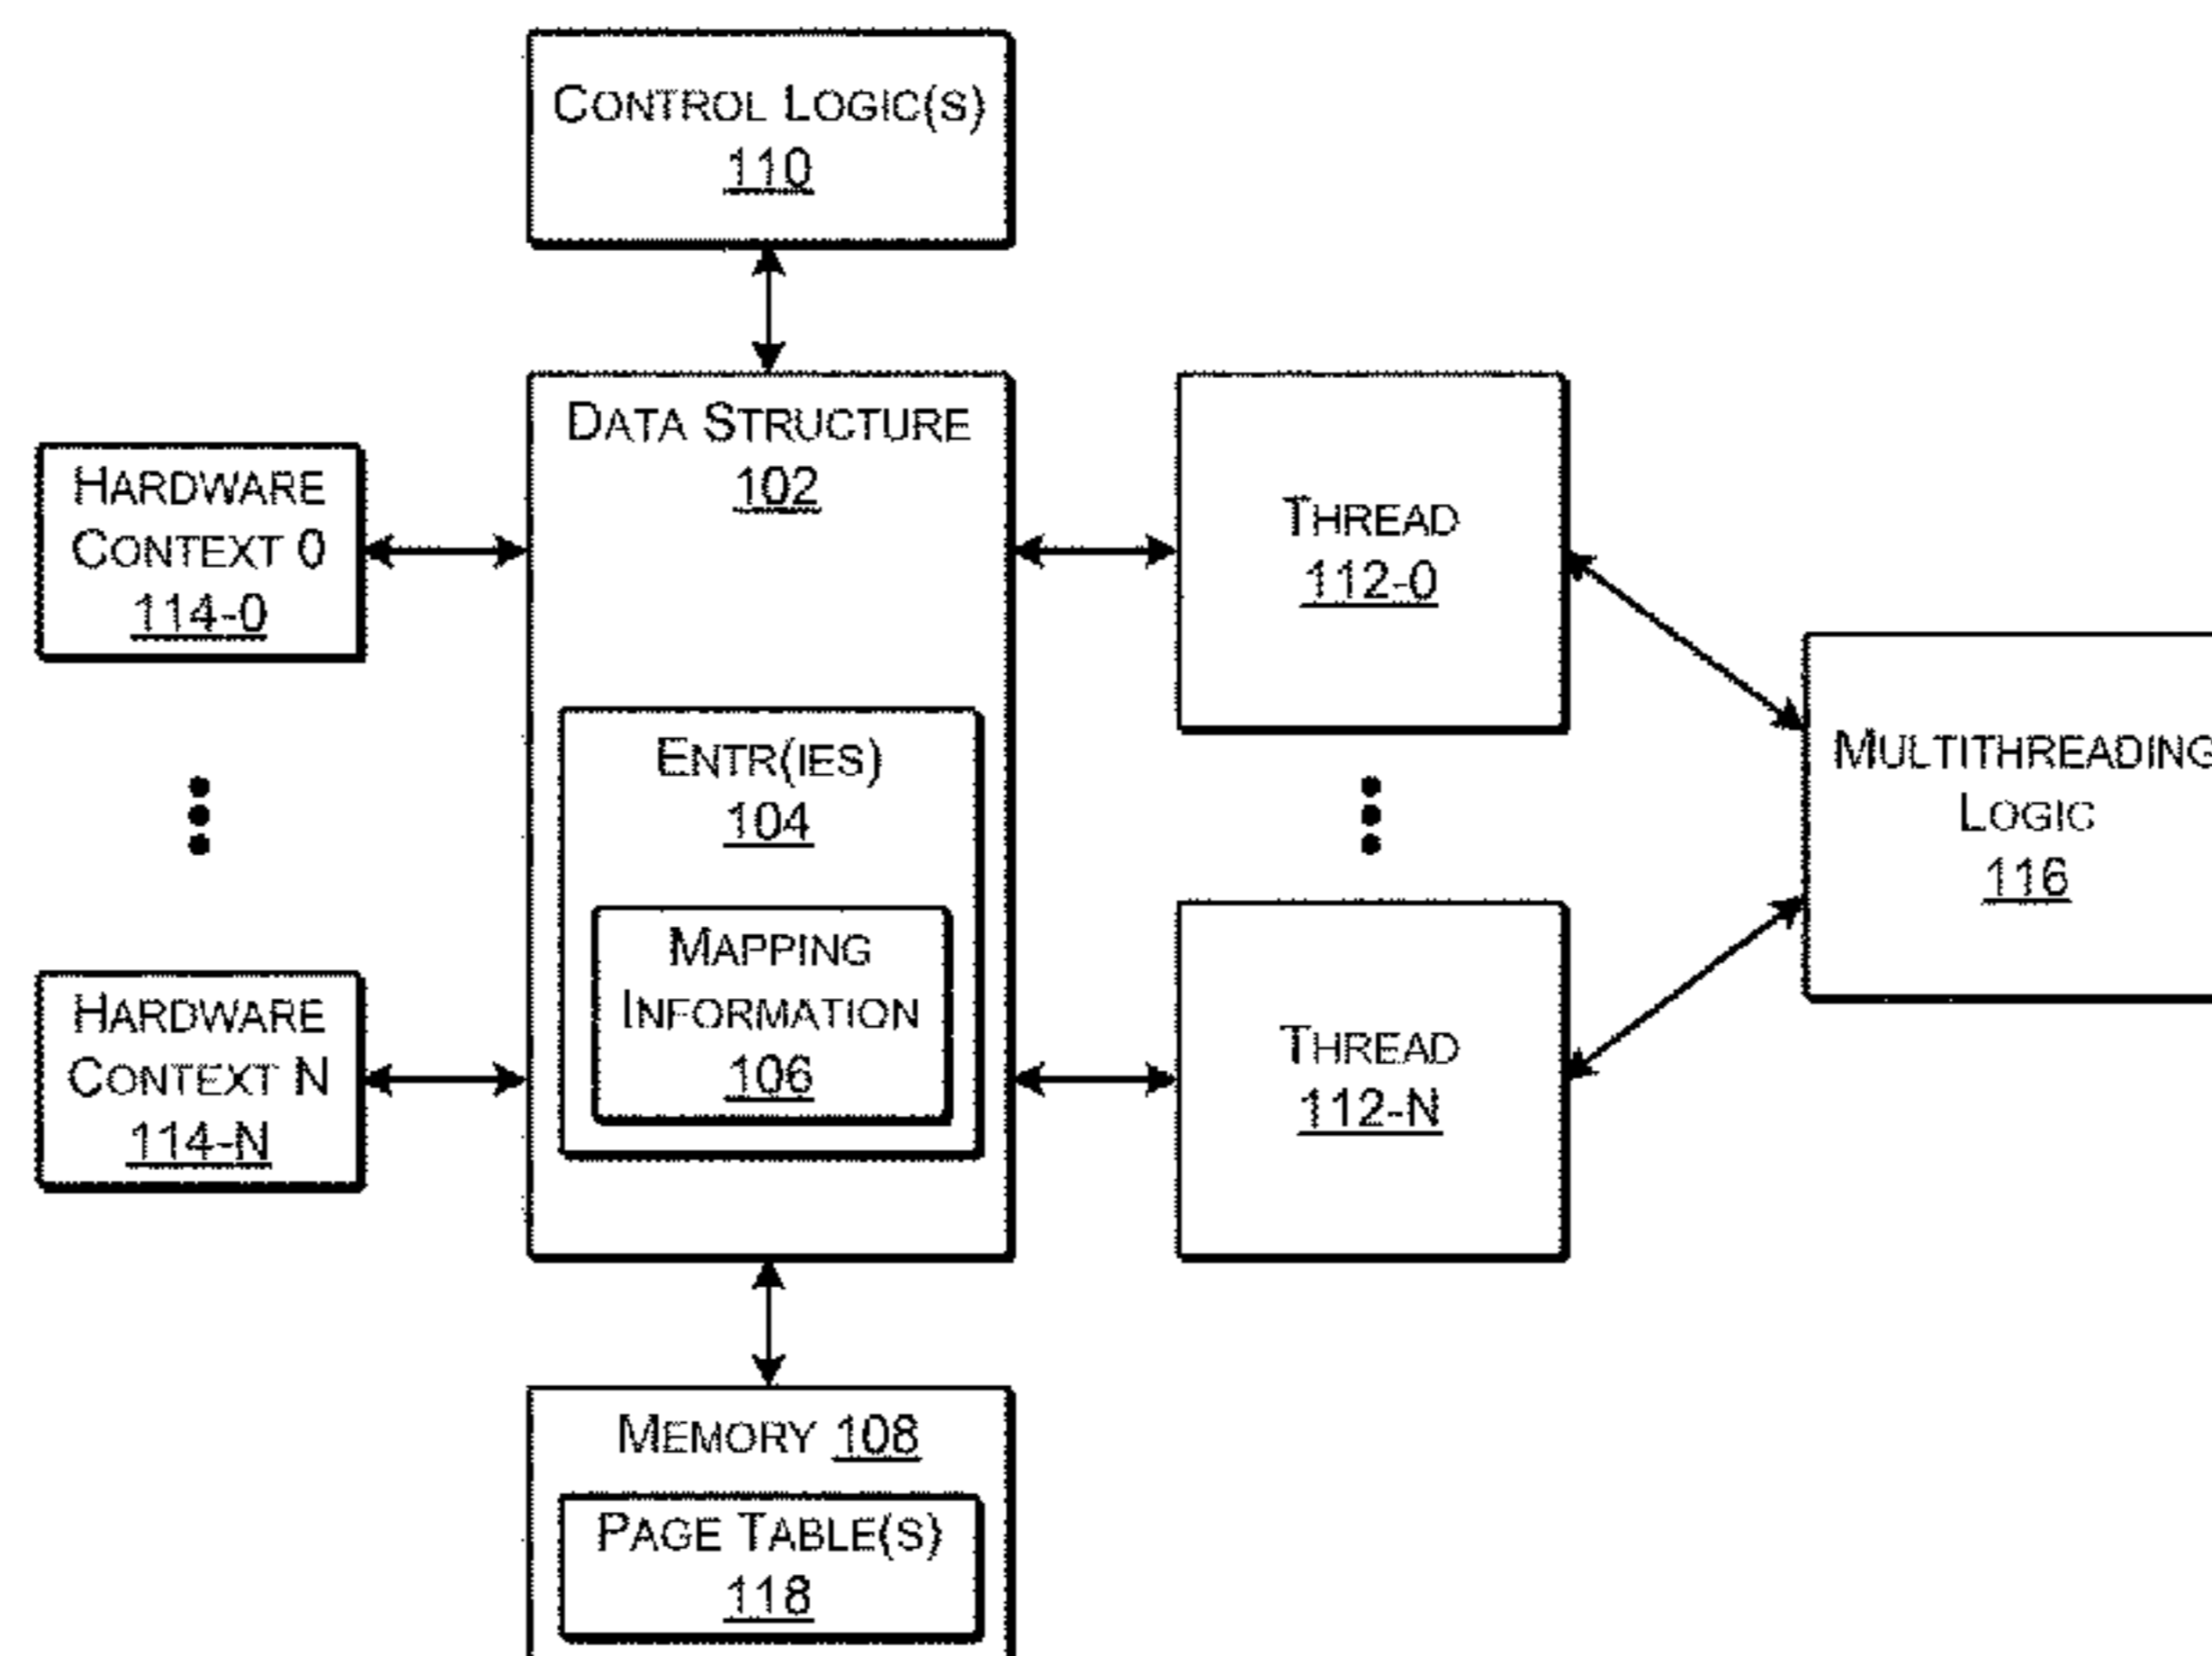 CONTROL LOGIC(S)
110
DATA STRUCTURE
102
HARDWARE
CONTEXT 0
114-0
THREAD
112-0
ENTR(IES)
104
MULTITHREADING
LOGIC
116
MAPPING
INFORMATION
106
HARDWARE
CONTEXT N
114-N
THREAD
112-N
MEMORY 108
PAGE TABLE(S)
118